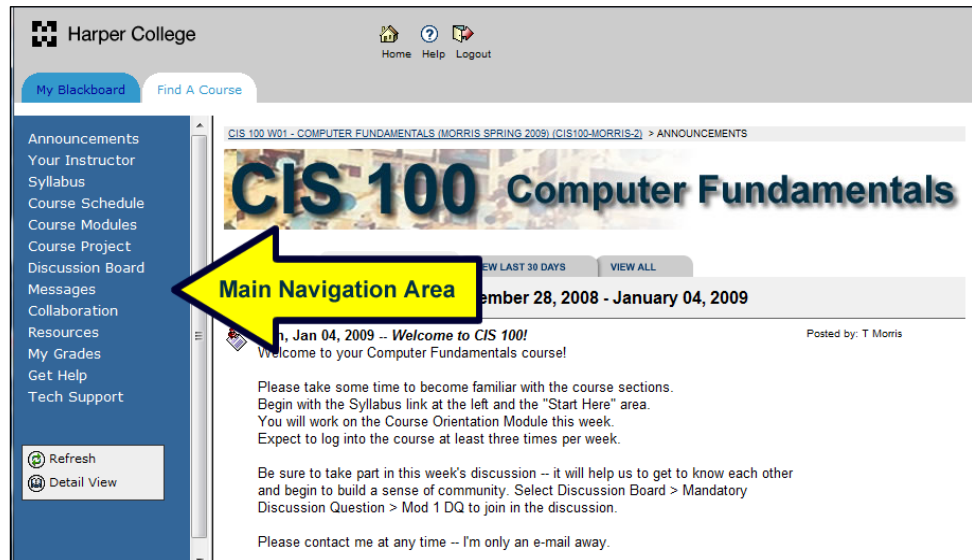 Harper College
Home Help Logout
My Blackboard Find A Course
Announcements
Your Instructor
Syllabus
Course Schedule
Course Modules
Course Project
Discussion Board
Messages
Collaboration
Resources
My Grades
Get Help
Tech Support
Refresh
Detail View
CIS 100 W01 - COMPUTER FUNDAMENTALS (MORRIS SPRING 2009) (CIS100-MORRIS-2) > ANNOUNCEMENTS
CIS 100 Computer Fundamentals
LAST 30 DAYS VIEW ALL
Main Navigation Area
28, 2008 - January 04, 2009
Jan 04, 2009 -- Welcome to CIS 100! Posted by: T Morris
Welcome to your Computer Fundamentals course!
Please take some time to become familiar with the course sections.
Begin with the Syllabus link at the left and the "Start Here" area.
You will work on the Course Orientation Module this week.
Expect to log into the course at least three times per week.
Be sure to take part in this week's discussion -- it will help us to get to know each other
and begin to build a sense of community. Select Discussion Board > Mandatory
Discussion Question > Mod 1 DQ to join in the discussion.
Please contact me at any time -- I'm only an e-mail away.